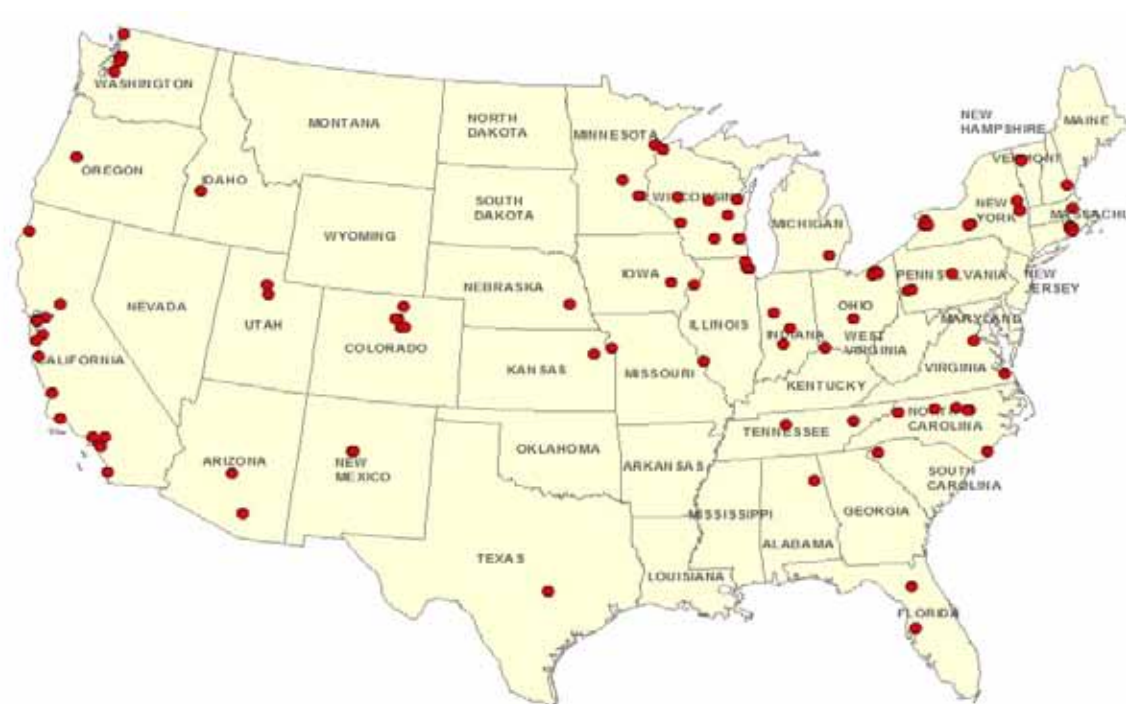 WASHINGTON
MONTANA
NORTH
DAKOTA
MINNESOTA
NEW
HAMPSHIRE
MAINE
VERMONT
OREGON
IDAHO
SOUTH
DAKOTA
WISCONSIN
MICHIGAN
NEW
YORK
MASSACHU
WYOMING
IOWA
PENNSYLVANIA
NEW
JERSEY
NEBRASKA
NEVADA
UTAH
COLORADO
ILLINOIS
INDIANA
OHIO
WEST
VIRGINIA
MARYLAND
CALIFORNIA
KANSAS
MISSOURI
VIRGINIA
KENTUCKY
NORTH
CAROLINA
TENNESSEE
OKLAHOMA
ARKANSAS
ARIZONA
NEW
MEXICO
SOUTH
CAROLINA
MISSISSIPPI
GEORGIA
ALABAMA
TEXAS
LOUISIANA
FLORIDA